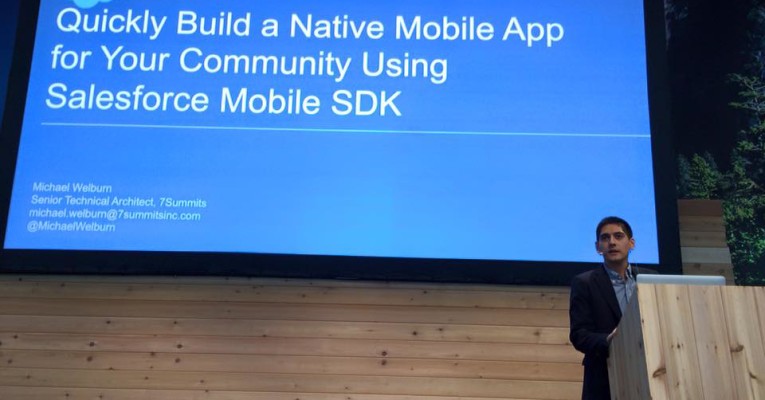 Quickly Build a Native Mobile App
for Your Community Using
Salesforce Mobile SDK
Michael Welburn
Senior Technical Architect, 7Summits
michael.welburn@7summitsinc.com
@MichaelWelburn